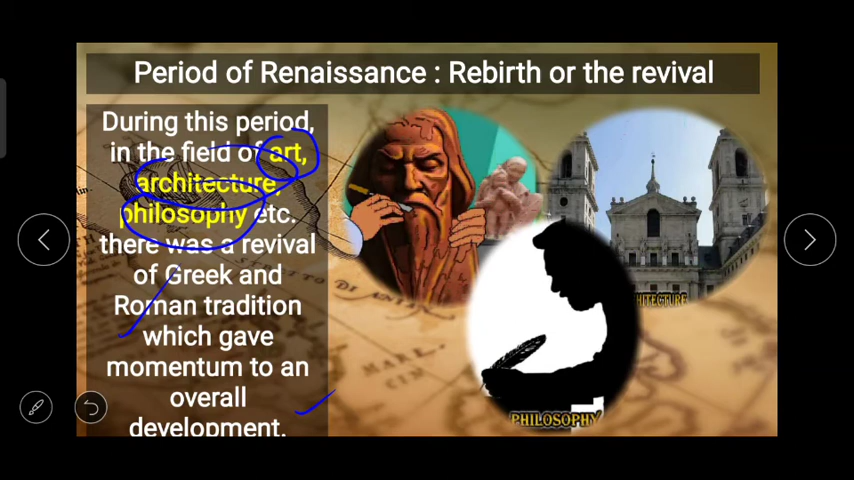 Period of Renaissance : Rebirth or the revival
During this period,
in the field of art,
architecture,
philosophy etc.
there was a revival
of Greek and
Roman tradition
which gave
momentum to an
overall
development.
PHILOSOPHY